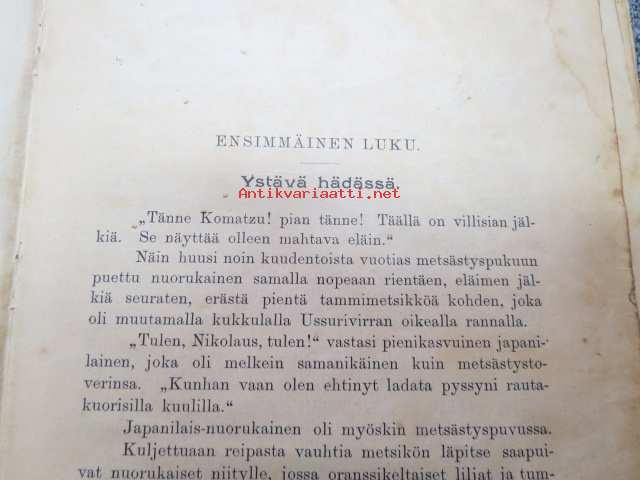 ENSIMMÄINEN LUKU.
Ystävä hädässä.
Antikvariaatti.net
„Tänne Komatzu! pian tänne! Täällä on villisian jäl-
kiä. Se näyttää olleen mahtava eläin.“
Näin huusi noin kuudentoista vuotias metsästyspukuun
puettu nuorukainen samalla nopeaan rientäen, eläimen jäl-
kiä seuraten, erästä pientä tammimetsikköä kohden, joka
oli muutamalla kukkulalla Ussurivirran oikealla rannalla.
„Tulen, Nikolaus, tulen!“ vastasi pienikasvuinen japani-
lainen, joka oli melkein samanikäinen kuin metsästysto-
verinsa. „Kunhan vaan olen ehtinyt ladata pyssyni rauta-
kuorisilla kuulilla.“
Japanilais-nuorukainen oli myöskin metsästyspuvussa.
Kuljettuaan reipasta vauhtia metsikön läpitse saapui-
vat nuorukaiset niitylle, jossa oranssikeltaiset liljat ja tum-